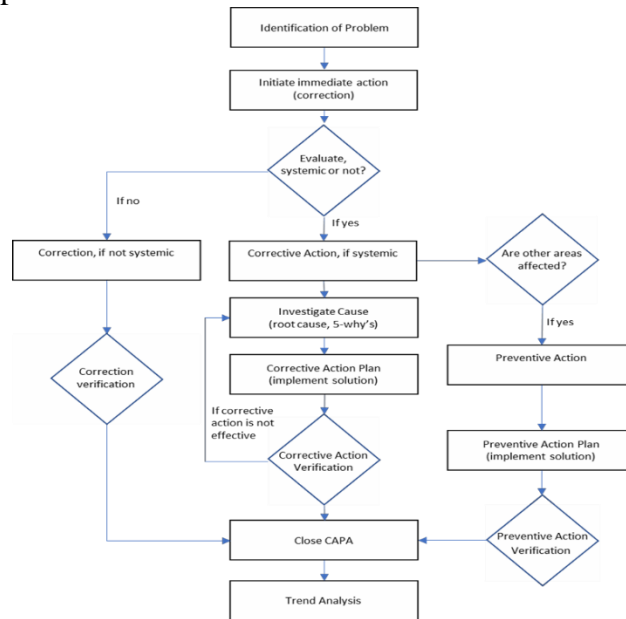 Identification of Problem
Initiate immediate action
(correction)
Evaluate,
systemic or not?
If no
If yes
Correction, if not systemic
Corrective Action, if systemic
Are other areas
affected?
Investigate Cause
(root cause, 5-why's)
If yes
Preventive Action
Correction
verification
Corrective Action Plan
(implement solution)
If corrective
action is not
effective
Corrective Action
Verification
Preventive Action Plan
(implement solution)
Close CAPA
Preventive Action
Verification
Trend Analysis